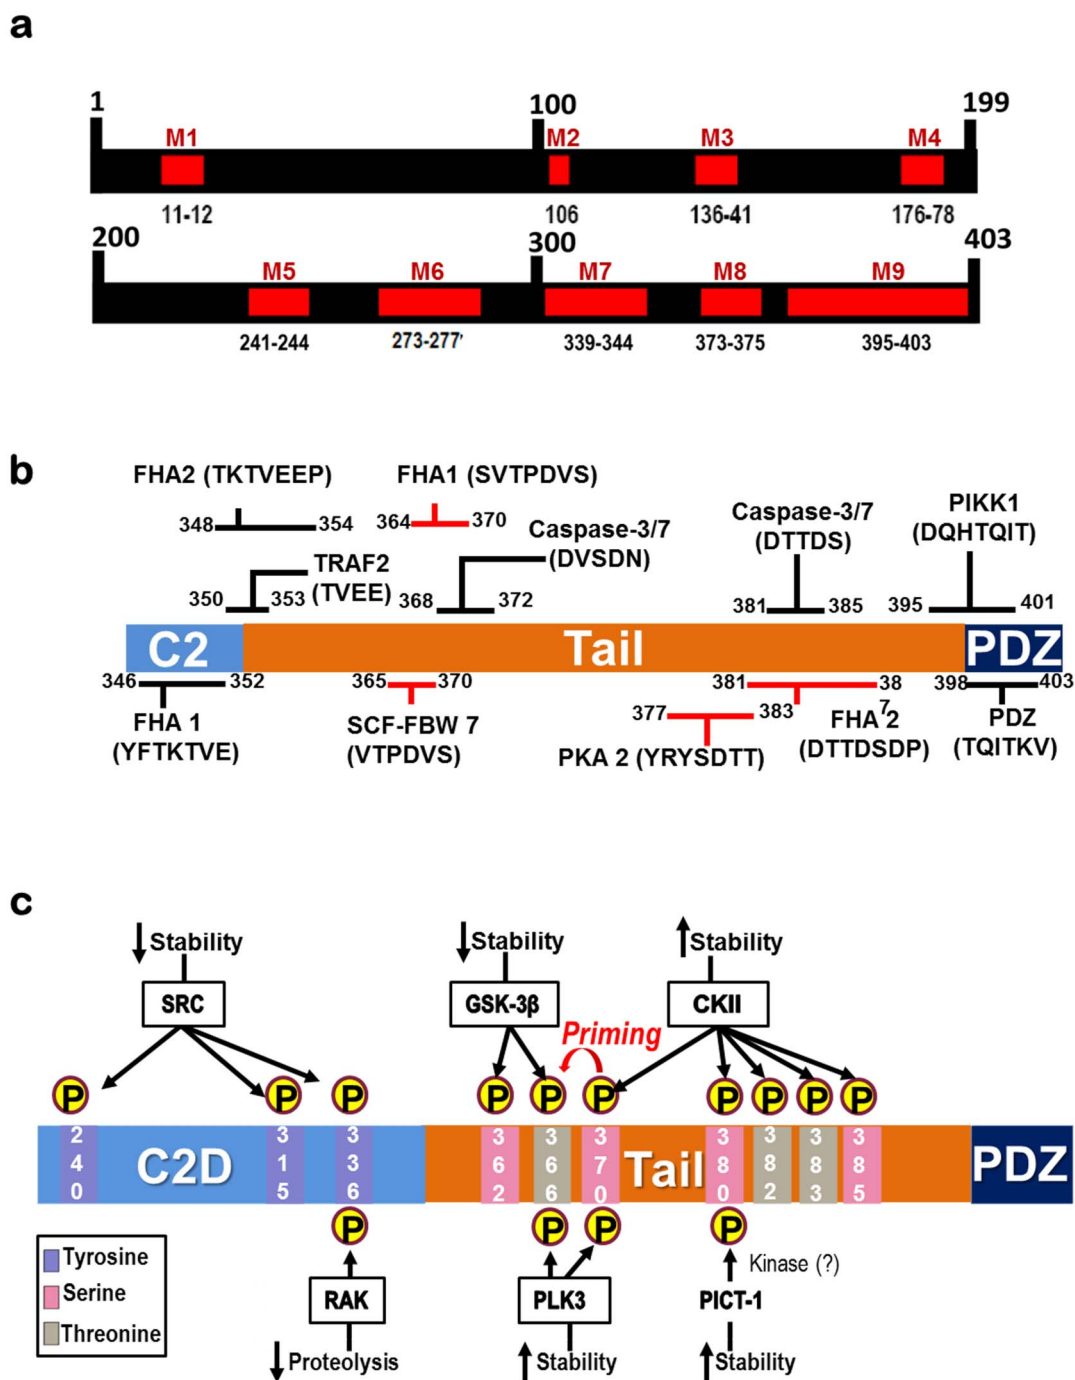 a
1 100 199
M1 M2 M3 M4
11-12 106 136-41 176-78
200 300 403
M5 M6 M7 M8 M9
241-244 273-277' 339-344 373-375 395-403
b
FHA2 (TKTVEEP)
348 354
FHA1 (SVTPDVS)
364 370
TRAF2
(TVEE)
350 353
Caspase-3/7
(DVSDN)
368 372
Caspase-3/7
(DTTDS)
381 385
PIKK1
(DQHTQIT)
395 401
C2 Tail PDZ
346 352
FHA 1
(YFTKTVE)
365 370
SCF-FBW 7
(VTPDVS)
377 383
PKA 2 (YRYSDTT)
381 38
7
FHA 2
(DTTDSDP)
398 403
PDZ
(TQITKV)
c
Stability Stability Stability
SRC GSK-3β CKII
Priming
P P P P P P P P P P
240 315 336 362 366 370 380 382 383 385
C2D Tail PDZ
P P P P
Tyrosine
Serine
Threonine
RAK PLK3 PICT-1
Kinase (?)
Proteolysis Stability Stability